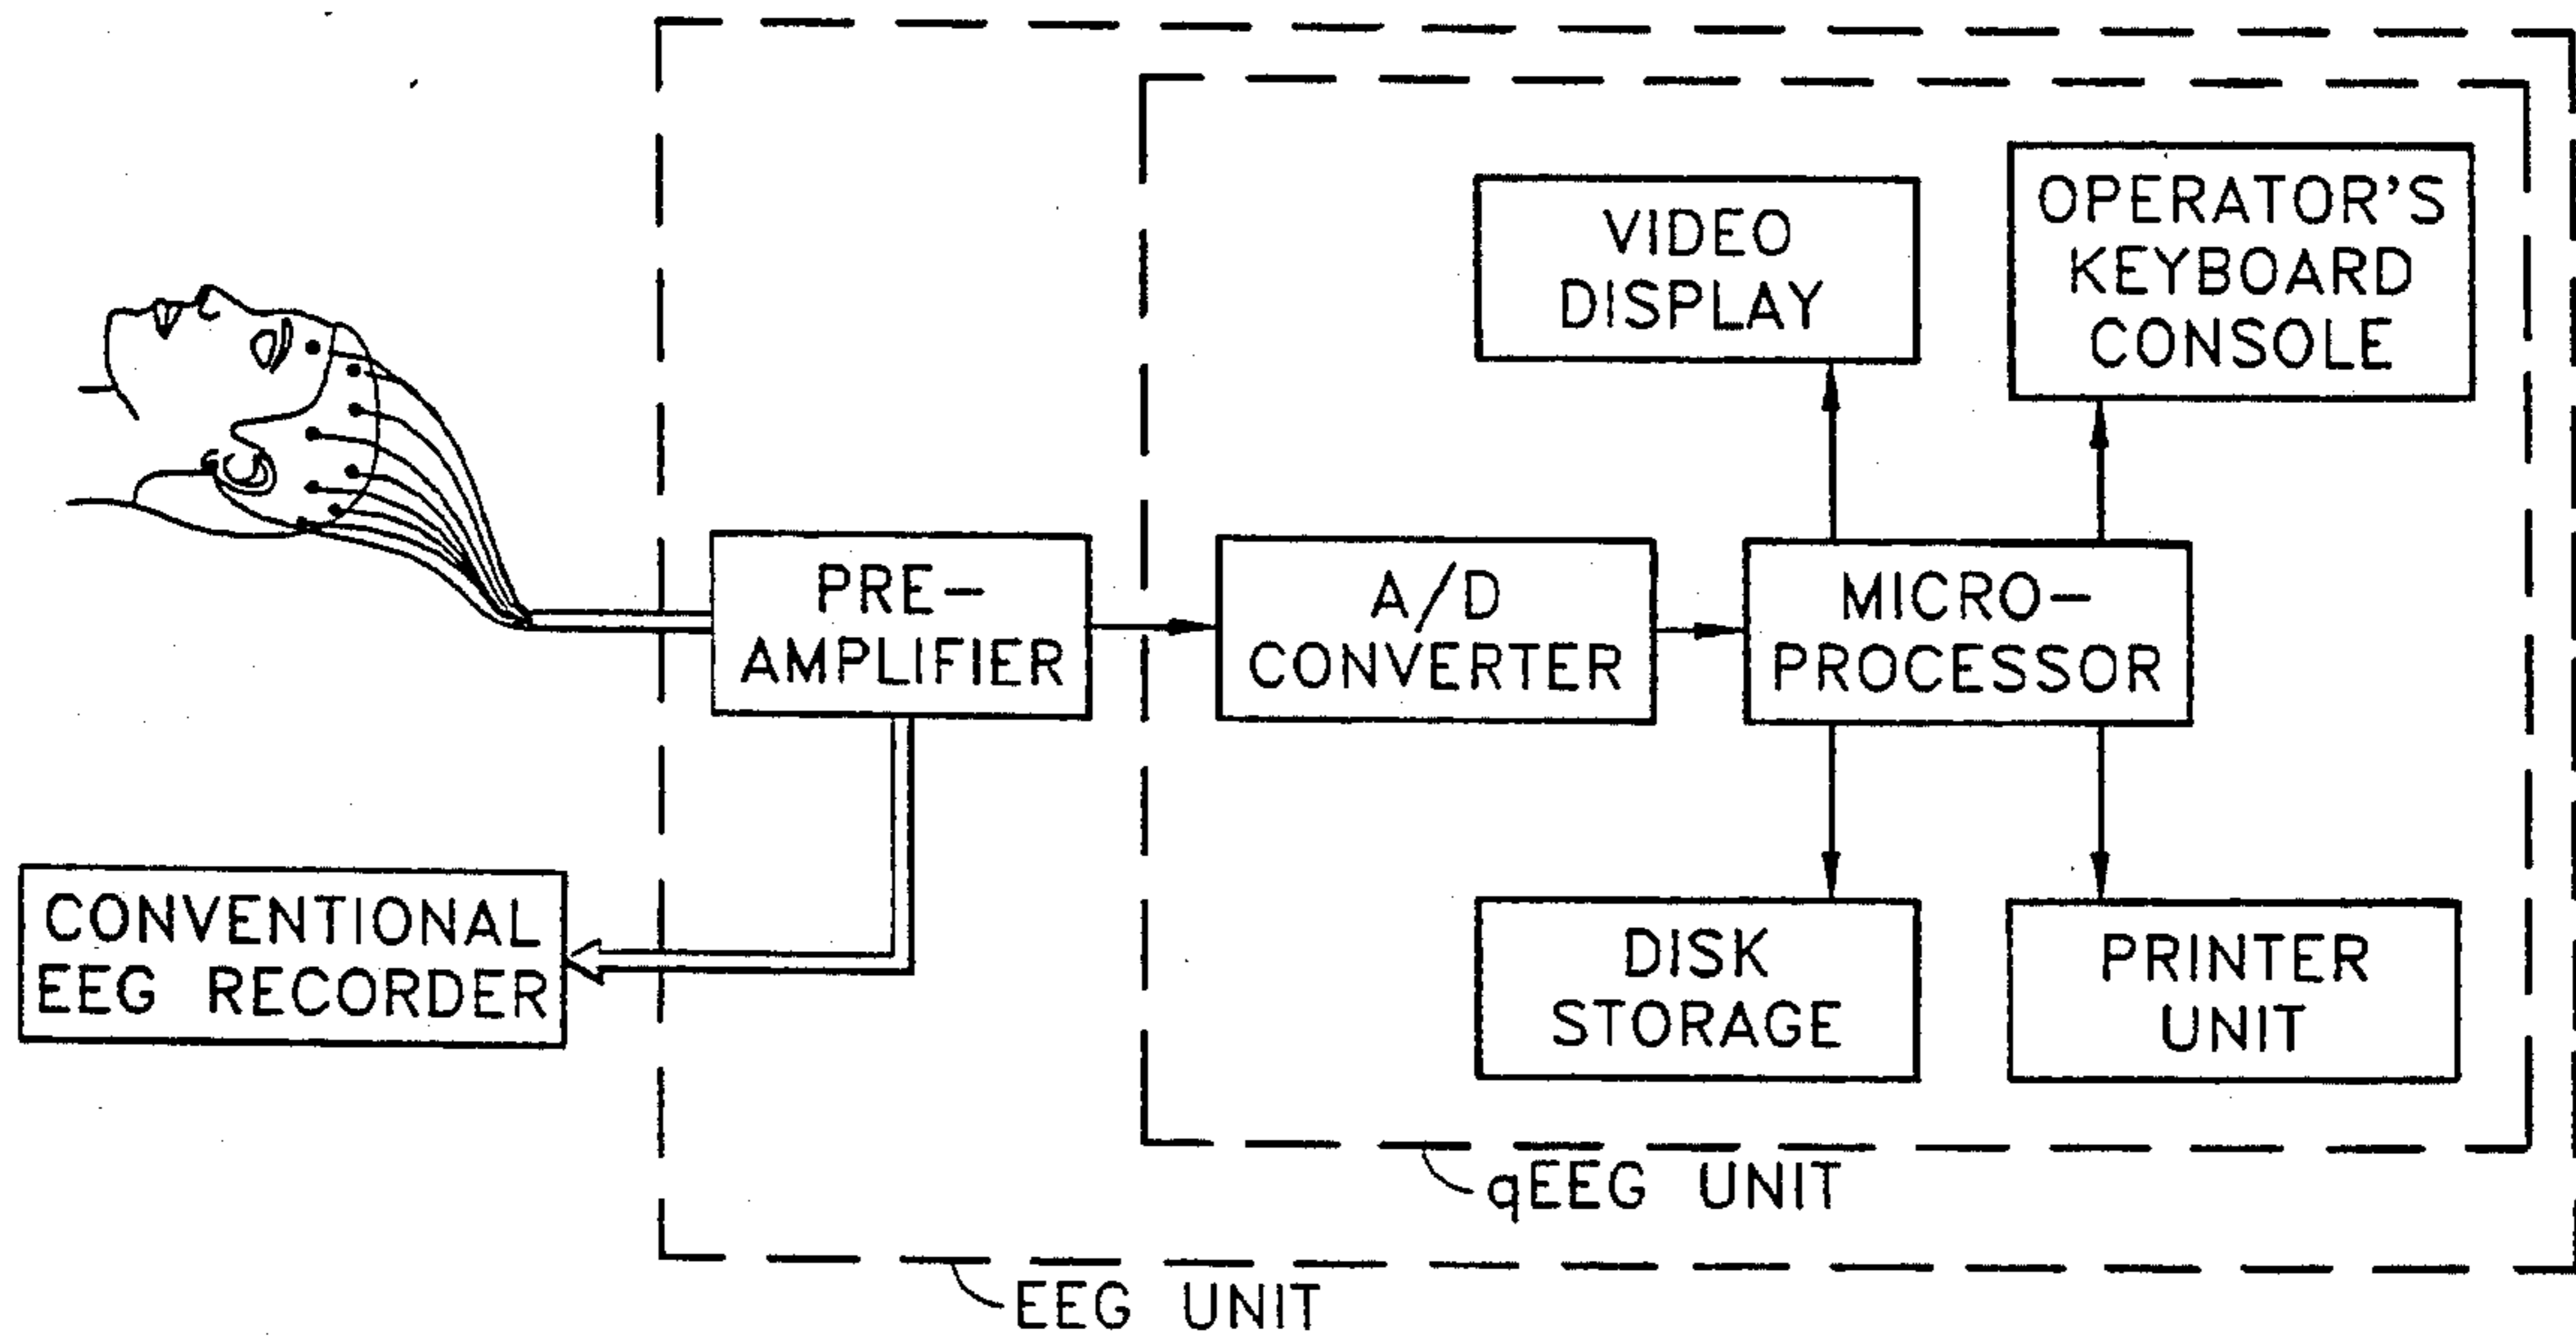 VIDEO
DISPLAY
OPERATOR'S
KEYBOARD
CONSOLE
PRE-
AMPLIFIER
A/D
CONVERTER
MICRO-
PROCESSOR
CONVENTIONAL
EEG RECORDER
DISK
STORAGE
PRINTER
UNIT
qEEG UNIT
EEG UNIT